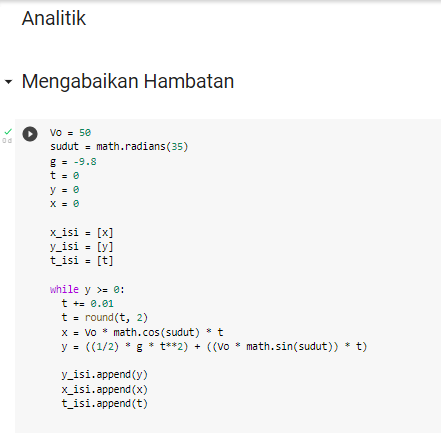 Analitik
Mengabaikan Hambatan
0 d
Vo = 50
sudut = math.radians(35)
g = -9.8
t = 0
y = 0
x = 0
x_isi = [x]
y_isi = [y]
t_isi = [t]
while y >= 0:
  t += 0.01
  t = round(t, 2)
  x = Vo * math.cos(sudut) * t
  y = ((1/2) * g * t**2) + ((Vo * math.sin(sudut)) * t)
  y_isi.append(y)
  x_isi.append(x)
  t_isi.append(t)